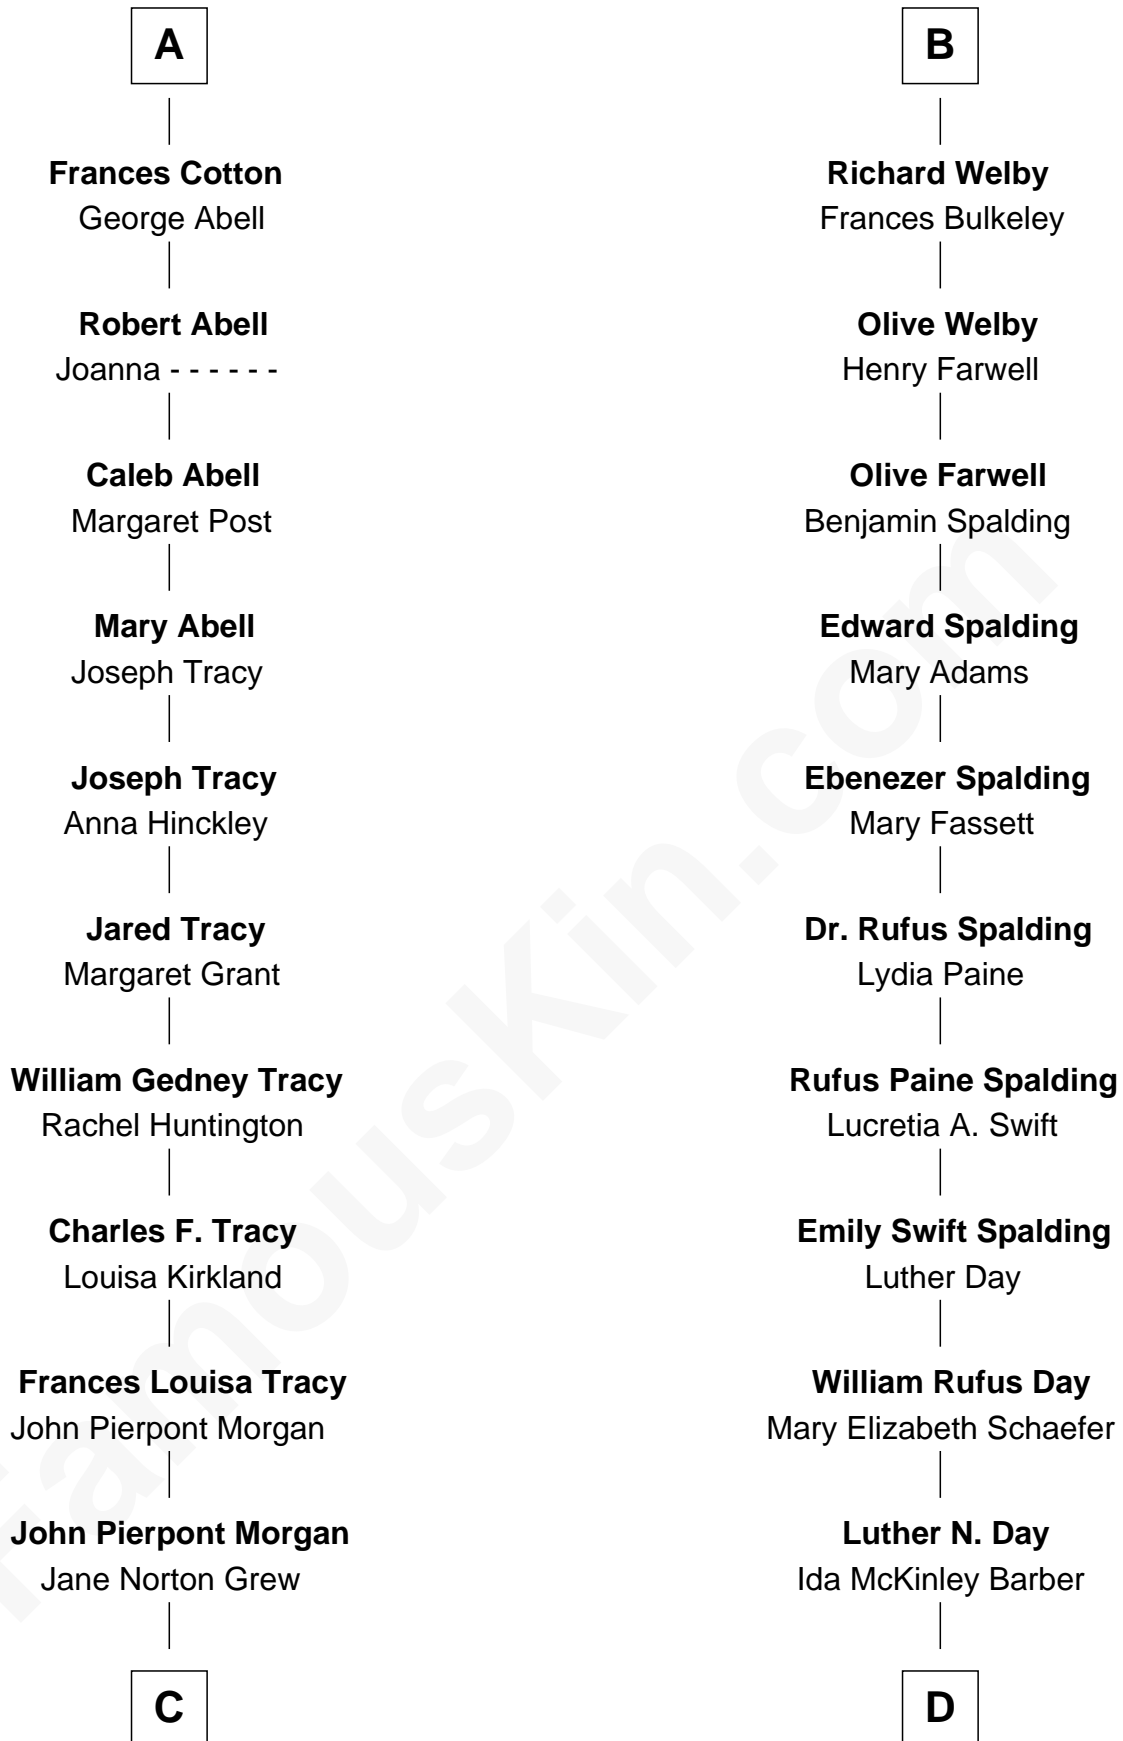 A
Frances Cotton
George Abell
Robert Abell
Joanna - - - - - -
Caleb Abell
Margaret Post
Mary Abell
Joseph Tracy
Joseph Tracy
Anna Hinckley
Jared Tracy
Margaret Grant
William Gedney Tracy
Rachel Huntington
Charles F. Tracy
Louisa Kirkland
Frances Louisa Tracy
John Pierpont Morgan
John Pierpont Morgan
Jane Norton Grew
C
B
Richard Welby
Frances Bulkeley
Olive Welby
Henry Farwell
Olive Farwell
Benjamin Spalding
Edward Spalding
Mary Adams
Ebenezer Spalding
Mary Fassett
Dr. Rufus Spalding
Lydia Paine
Rufus Paine Spalding
Lucretia A. Swift
Emily Swift Spalding
Luther Day
William Rufus Day
Mary Elizabeth Schaefer
Luther N. Day
Ida McKinley Barber
D
FamousKin.com